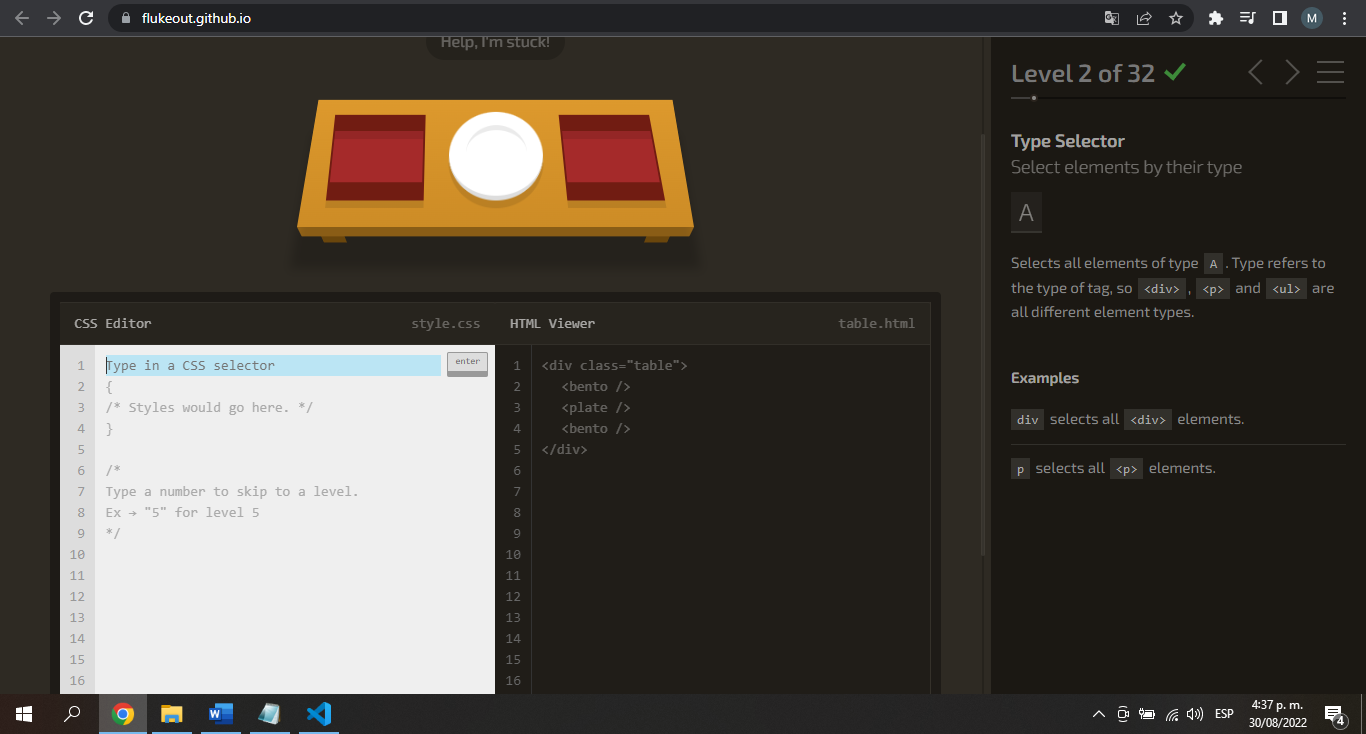 flukeout.github.io
M
Help, I'm stuck!
Level 2 of 32
Type Selector
Select elements by their type
A
Selects all elements of type A . Type refers to
the type of tag, so <div> , <p> and <ul> are
all different element types.
Examples
div selects all <div> elements.
p selects all <p> elements.
CSS Editor style.css
1 Type in a CSS selector enter
2 {
3 /* Styles would go here. */
4 }
5
6 /*
7 Type a number to skip to a level.
8 Ex → "5" for level 5
9 */
10
11
12
13
14
15
16
HTML Viewer table.html
1 <div class="table">
2 <bento />
3 <plate />
4 <bento />
5 </div>
6
7
8
9
10
11
12
13
14
15
16
ESP
4:37 p. m.
30/08/2022
4